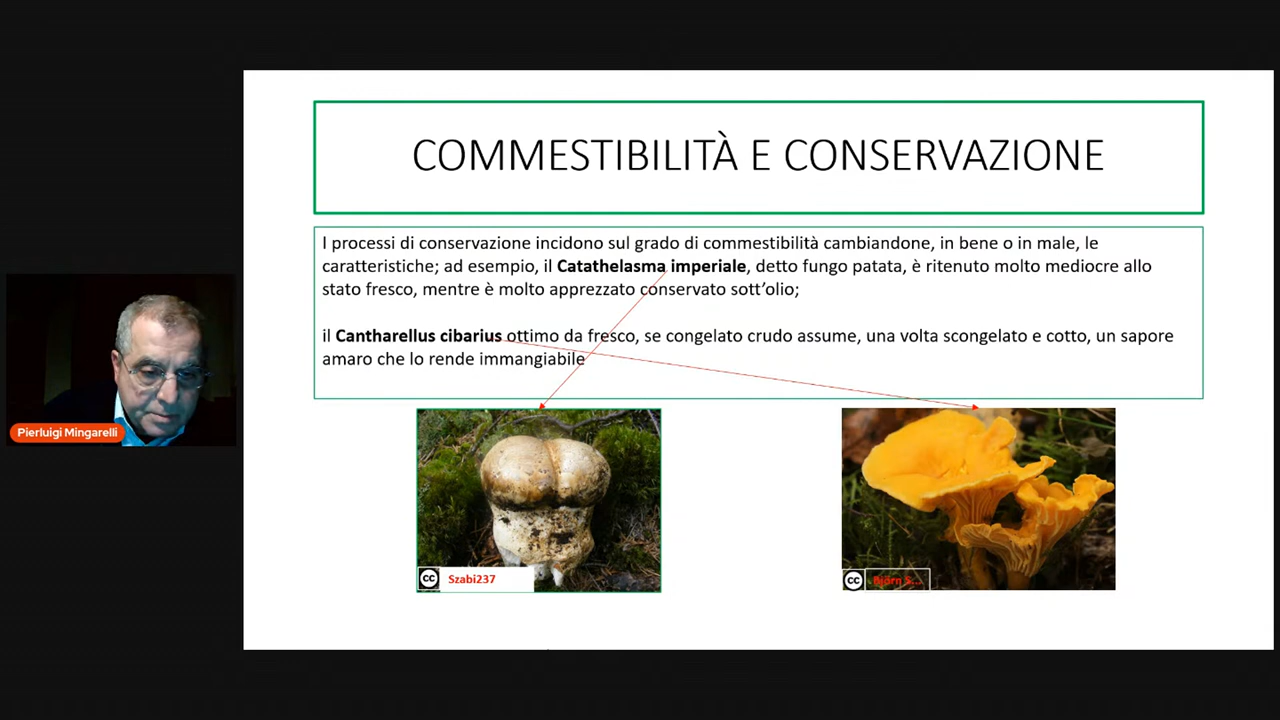 COMMESTIBILITÀ E CONSERVAZIONE
I processi di conservazione incidono sul grado di commestibilità cambiandone, in bene o in male, le
caratteristiche; ad esempio, il Catathelasma imperiale, detto fungo patata, è ritenuto molto mediocre allo
stato fresco, mentre è molto apprezzato conservato sott’olio;
il Cantharellus cibarius ottimo da fresco, se congelato crudo assume, una volta scongelato e cotto, un sapore
amaro che lo rende immangiabile
Pierluigi Mingarelli
cc Szabi237
cc Björn S...